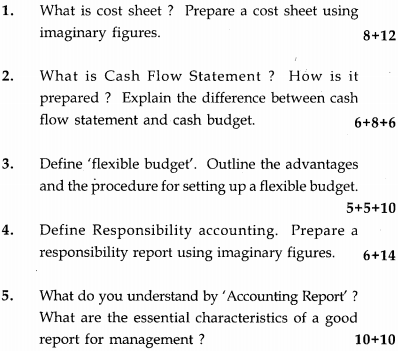 1. What is cost sheet ? Prepare a cost sheet using
imaginary figures. 8+12
2. What is Cash Flow Statement ? How is it
prepared ? Explain the difference between cash
flow statement and cash budget. 6+8+6
3. Define 'flexible budget'. Outline the advantages
and the procedure for setting up a flexible budget.
5+5+10
4. Define Responsibility accounting. Prepare a
responsibility report using imaginary figures. 6+14
5. What do you understand by 'Accounting Report' ?
What are the essential characteristics of a good
report for management ? 10+10